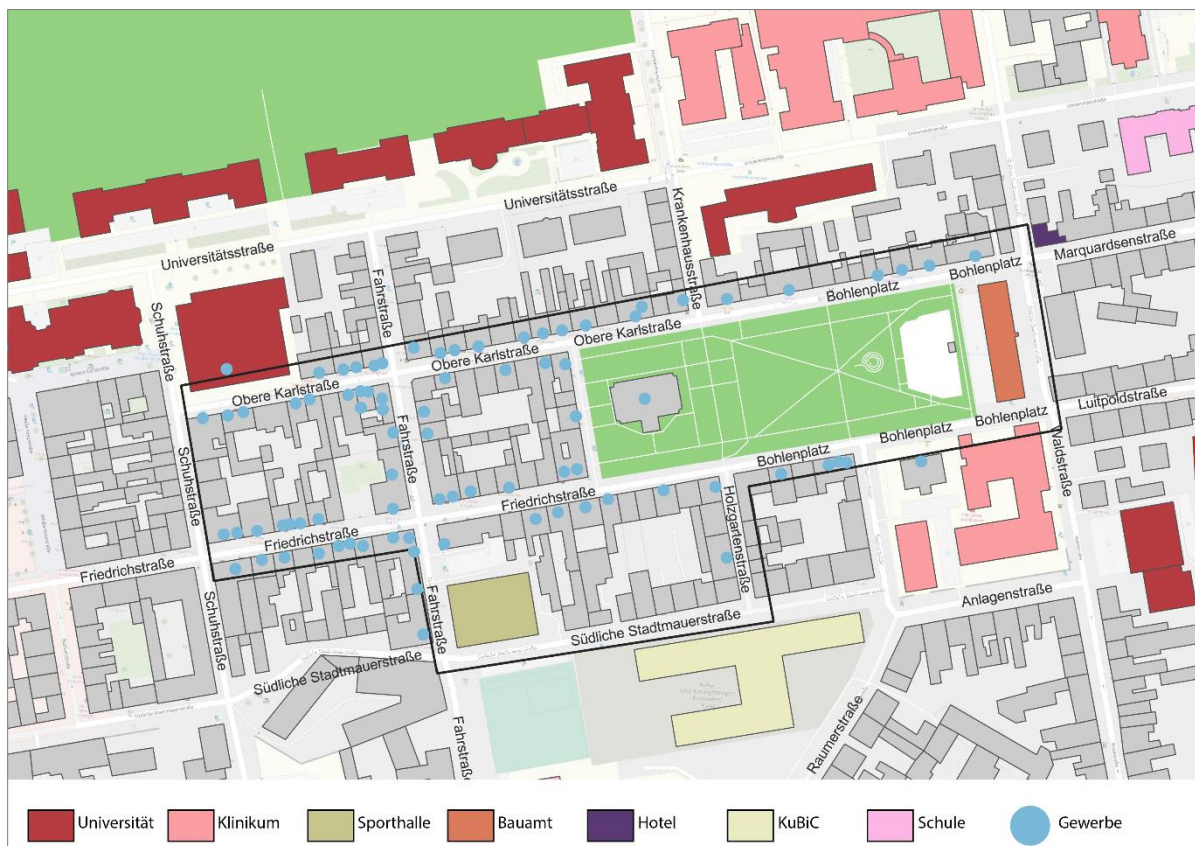 Universitätsstraße
Universitätsstraße
Krankenhausstraße
Marquardsenstraße
Schuhstraße
Fahrstraße
Bohlenplatz
Bohlenplatz
Obere Karlstraße
Obere Karlstraße
Obere Karlstraße
Luitpoldstraße
Bohlenplatz
Bohlenplatz
Bohlenplatz
Waldstraße
Fahrstraße
Schuhstraße
Friedrichstraße
Holzgartenstraße
Friedrichstraße
Friedrichstraße
Anlagenstraße
Schuhstraße
Fahrstraße
Südliche Stadtmauerstraße
Südliche Stadtmauerstraße
Fahrstraße
Raumerstraße
Universität
Klinikum
Sporthalle
Bauamt
Hotel
KuBiC
Schule
Gewerbe